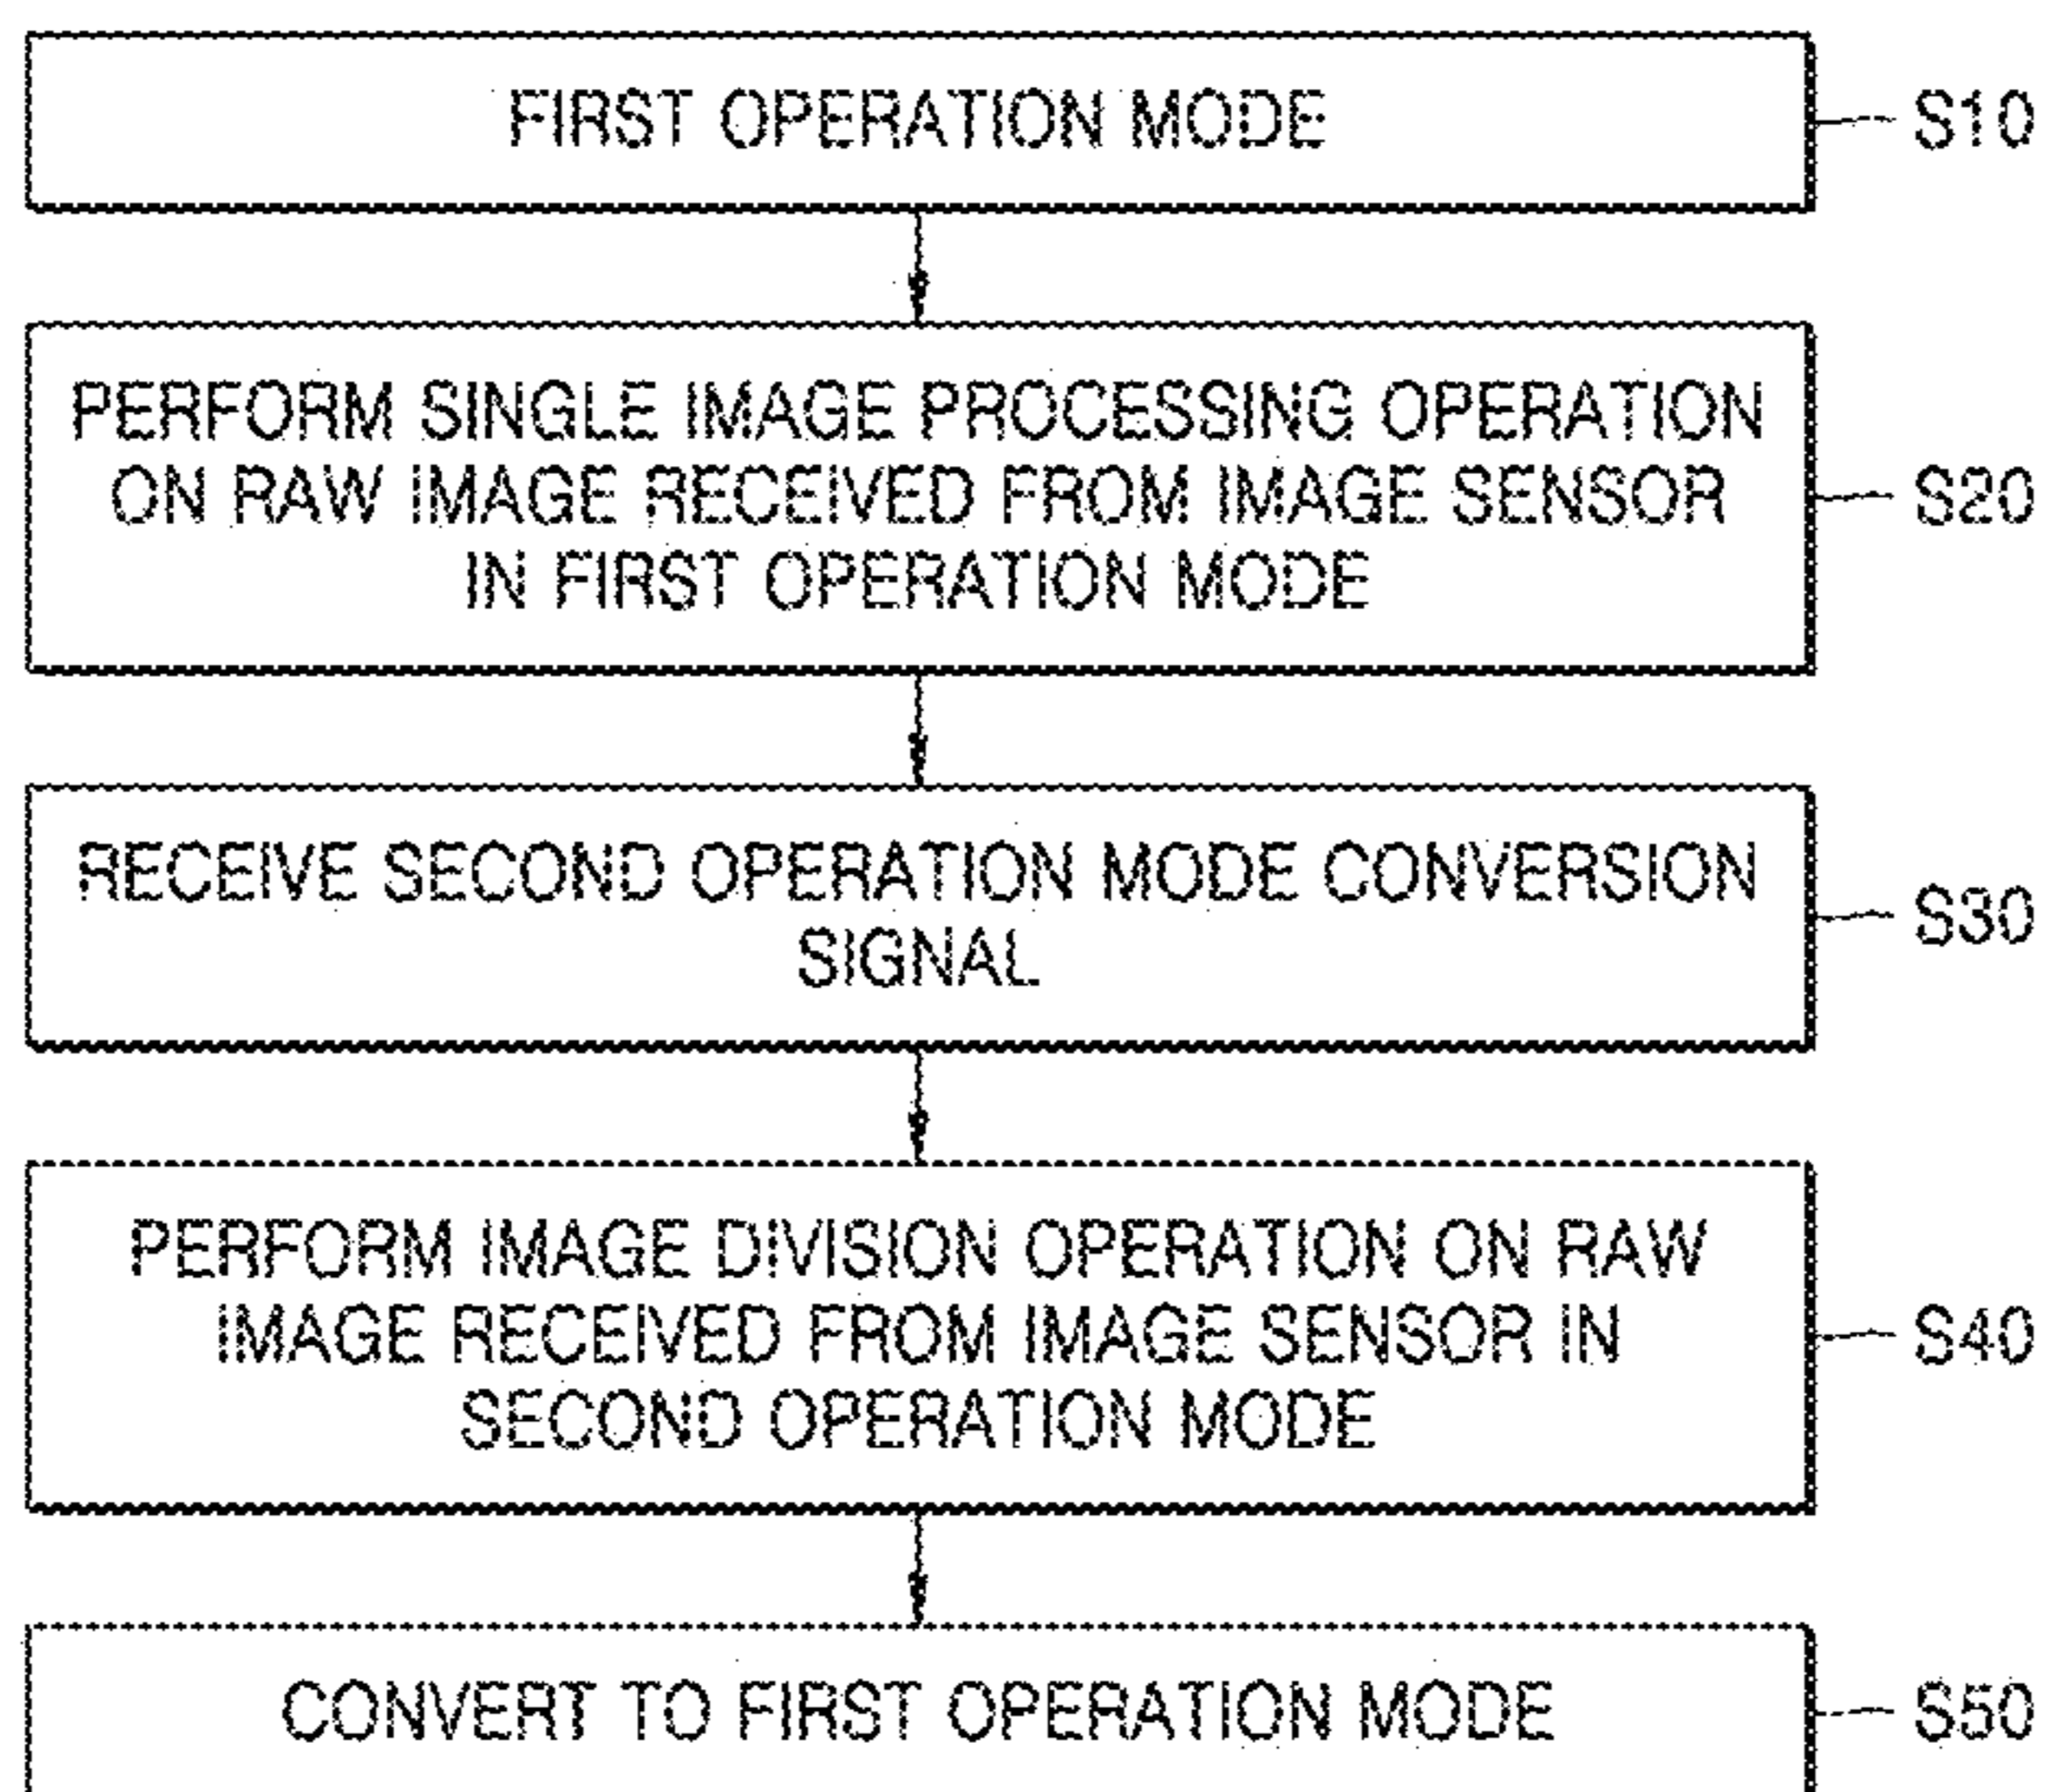 FIRST OPERATION MODE
S10
PERFORM SINGLE IMAGE PROCESSING OPERATION
ON RAW IMAGE RECEIVED FROM IMAGE SENSOR
IN FIRST OPERATION MODE
S20
RECEIVE SECOND OPERATION MODE CONVERSION
SIGNAL
S30
PERFORM IMAGE DIVISION OPERATION ON RAW
IMAGE RECEIVED FROM IMAGE SENSOR IN
SECOND OPERATION MODE
S40
CONVERT TO FIRST OPERATION MODE
S50